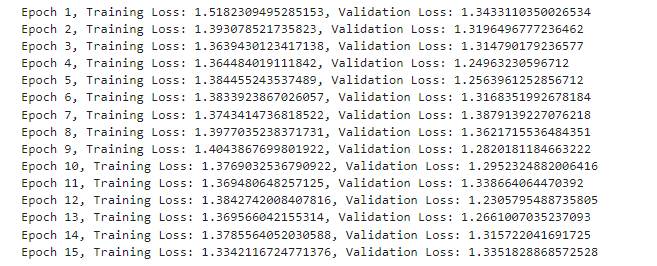 Epoch 1, Training Loss: 1.5182309495285153, Validation Loss: 1.3433110350026534
Epoch 2, Training Loss: 1.393078521735823, Validation Loss: 1.3196496777236462
Epoch 3, Training Loss: 1.3639430123417138, Validation Loss: 1.314790179236577
Epoch 4, Training Loss: 1.364484019111842, Validation Loss: 1.24963230596712
Epoch 5, Training Loss: 1.384455243537489, Validation Loss: 1.2563961252856712
Epoch 6, Training Loss: 1.3833923867026057, Validation Loss: 1.3168351992678184
Epoch 7, Training Loss: 1.3743414736818522, Validation Loss: 1.3879139227076218
Epoch 8, Training Loss: 1.3977035238371731, Validation Loss: 1.3621715536484351
Epoch 9, Training Loss: 1.4043867699801922, Validation Loss: 1.2820181184663222
Epoch 10, Training Loss: 1.3769032536790922, Validation Loss: 1.2952324882006416
Epoch 11, Training Loss: 1.369480648257125, Validation Loss: 1.338664064470392
Epoch 12, Training Loss: 1.3842742008407816, Validation Loss: 1.2305795488735805
Epoch 13, Training Loss: 1.369566042155314, Validation Loss: 1.2661007035237093
Epoch 14, Training Loss: 1.3785564052030588, Validation Loss: 1.315722041691725
Epoch 15, Training Loss: 1.3342116724771376, Validation Loss: 1.3351828868572528